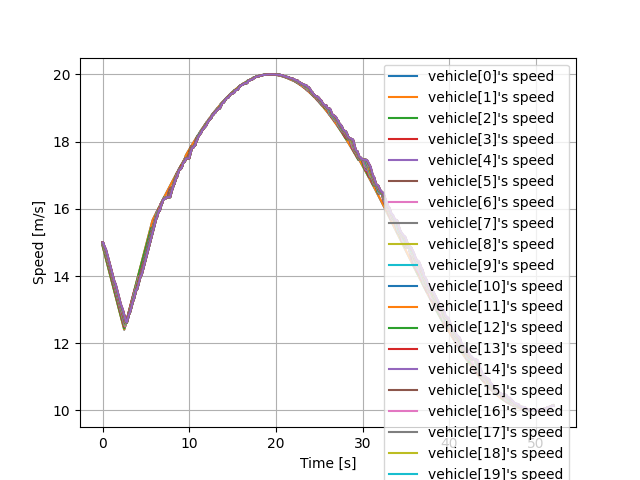 20
18
16
14
12
10
Speed [m/s]
0 10 20 30 40 50
Time [s]
vehicle[0]'s speed
vehicle[1]'s speed
vehicle[2]'s speed
vehicle[3]'s speed
vehicle[4]'s speed
vehicle[5]'s speed
vehicle[6]'s speed
vehicle[7]'s speed
vehicle[8]'s speed
vehicle[9]'s speed
vehicle[10]'s speed
vehicle[11]'s speed
vehicle[12]'s speed
vehicle[13]'s speed
vehicle[14]'s speed
vehicle[15]'s speed
vehicle[16]'s speed
vehicle[17]'s speed
vehicle[18]'s speed
vehicle[19]'s speed